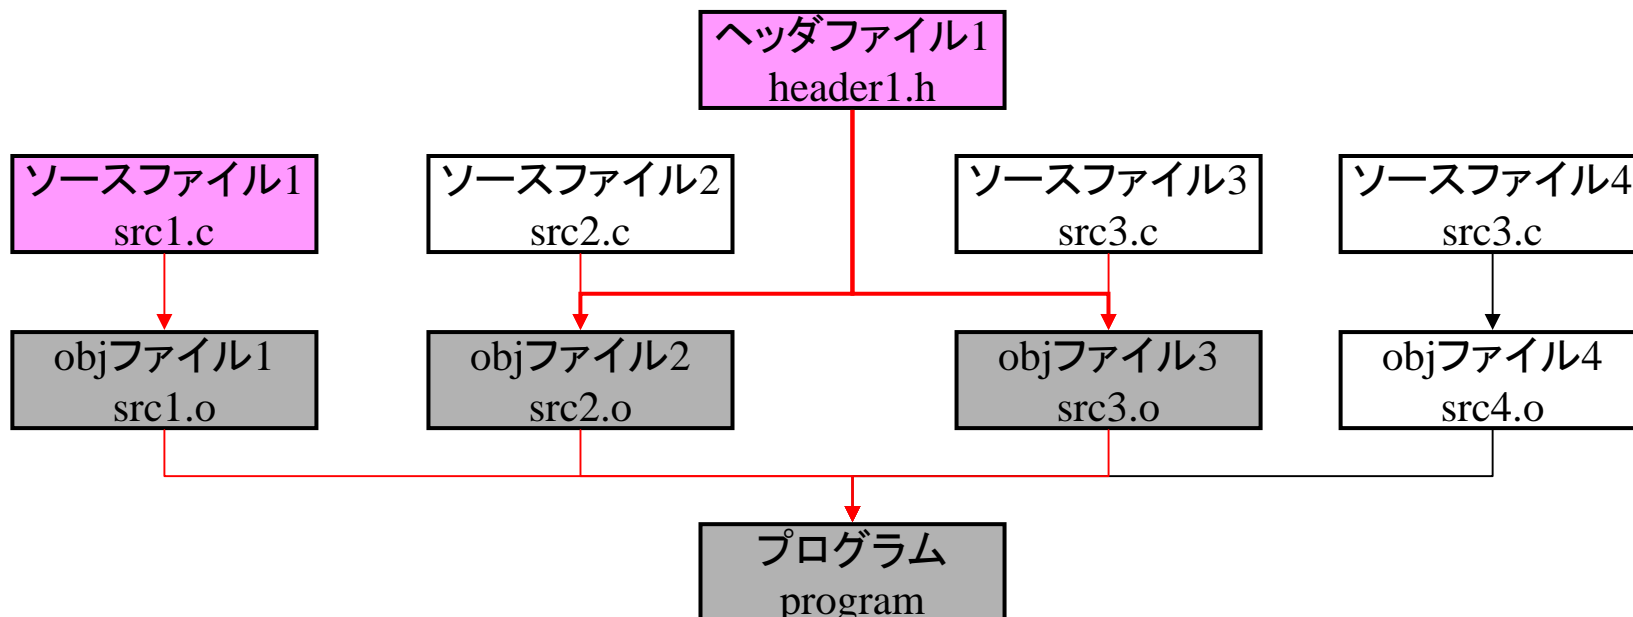 ヘッダファイル1
header1.h
ソースファイル1
src1.c
ソースファイル2
src2.c
ソースファイル3
src3.c
ソースファイル4
src3.c
objファイル1
src1.o
objファイル2
src2.o
objファイル3
src3.o
objファイル4
src4.o
プログラム
program